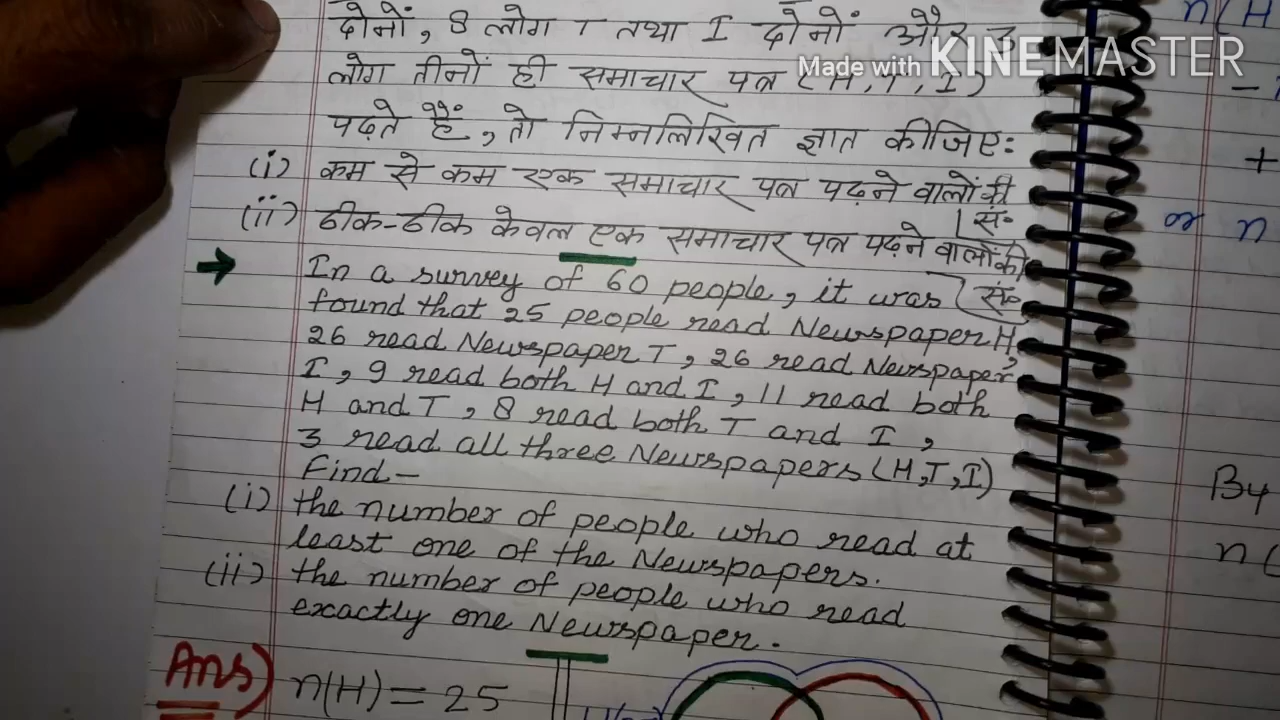 दोनों, 8 लोग T तथा I दोनों और 3
लोग तीनों ही समाचार पत्र (H, T, I)
Made with KINEMASTER
पढ़ते हैं, तो निम्नलिखित ज्ञात कीजिए:
(i) कम से कम एक समाचार पत्र पढ़ने वालों की सं॰
(ii) ठीक-ठीक केवल एक समाचार पत्र पढ़ने वालों की सं॰
In a survey of 60 people, it was
found that 25 people read Newspaper H,
26 read Newspaper T, 26 read Newspaper
I, 9 read both H and I, 11 read both
H and T, 8 read both T and I,
3 read all three Newspapers (H,T,I)
Find-
(i) the number of people who read at
least one of the Newspapers.
(ii) the number of people who read
exactly one Newspaper.
Ans) n(H) = 25
n(H
-
+
or n
By
n(